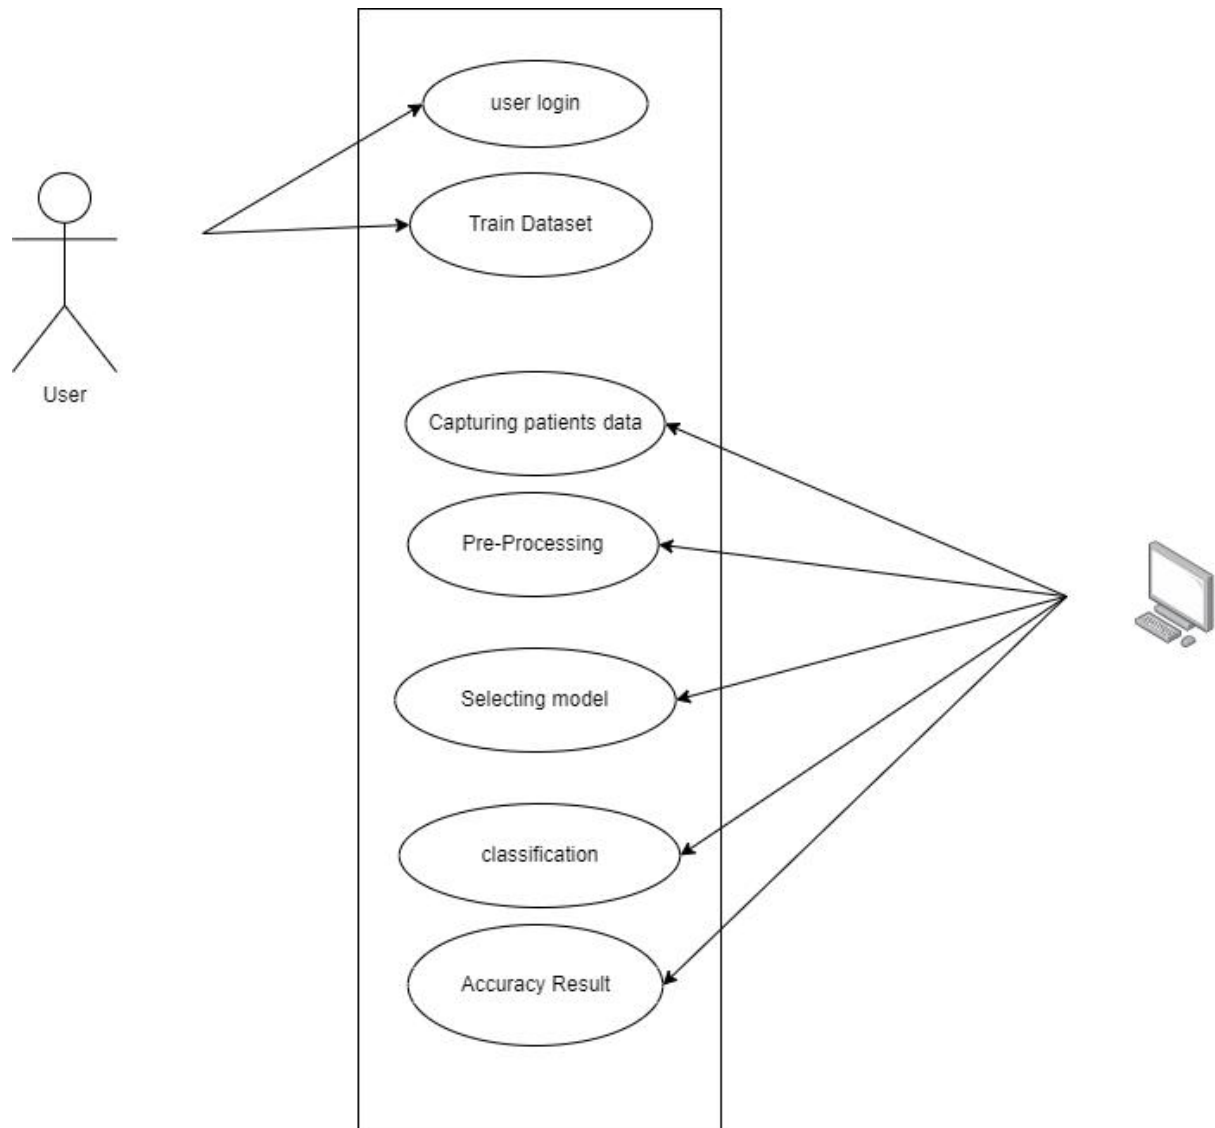 user login
Train Dataset
User
Capturing patients data
Pre-Processing
Selecting model
classification
Accuracy Result